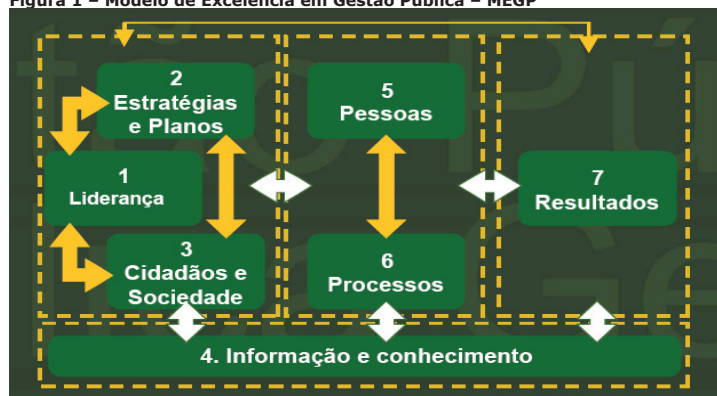 Figura 1 – Modelo de Excelência em Gestão Pública – MEGP
2
Estratégias
e Planos
5
Pessoas
1
Liderança
7
Resultados
3
Cidadãos e
Sociedade
6
Processos
4. Informação e conhecimento